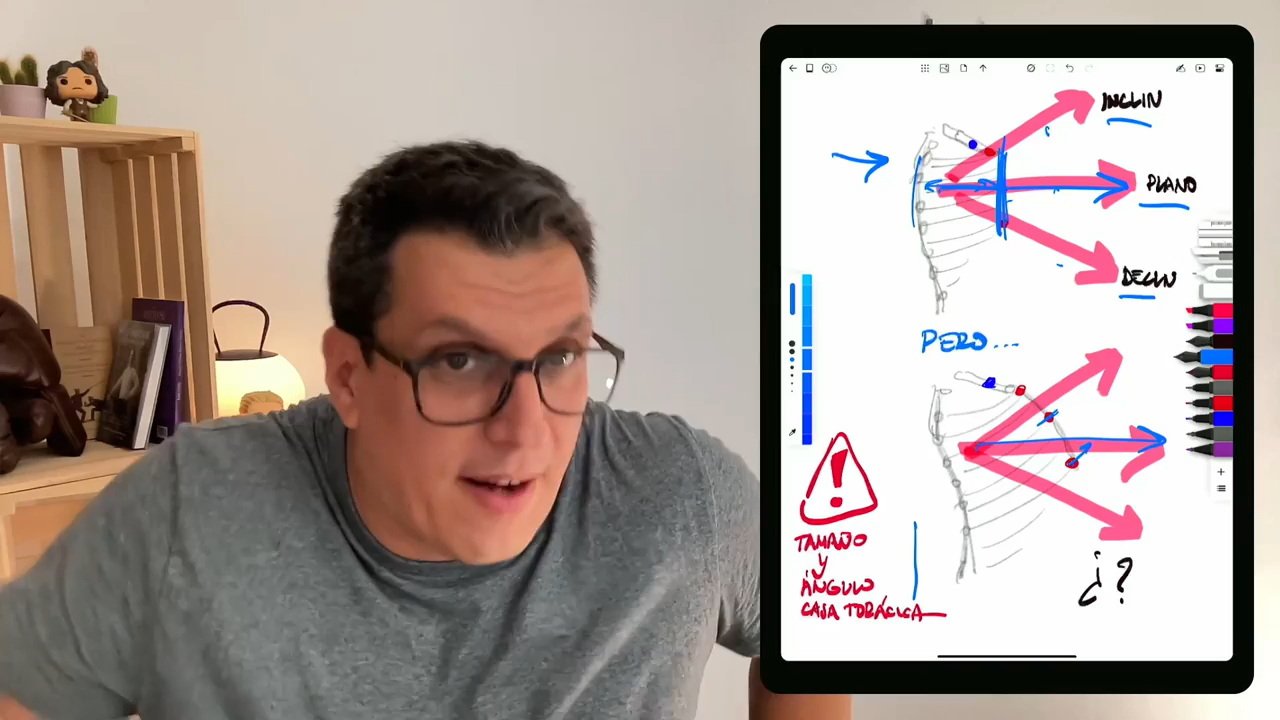 INCLIN
PLANO
DECLIN
PERO...
!
TAMAÑO
Y
ÁNGULO
CAJA TORÁCICA
¿?